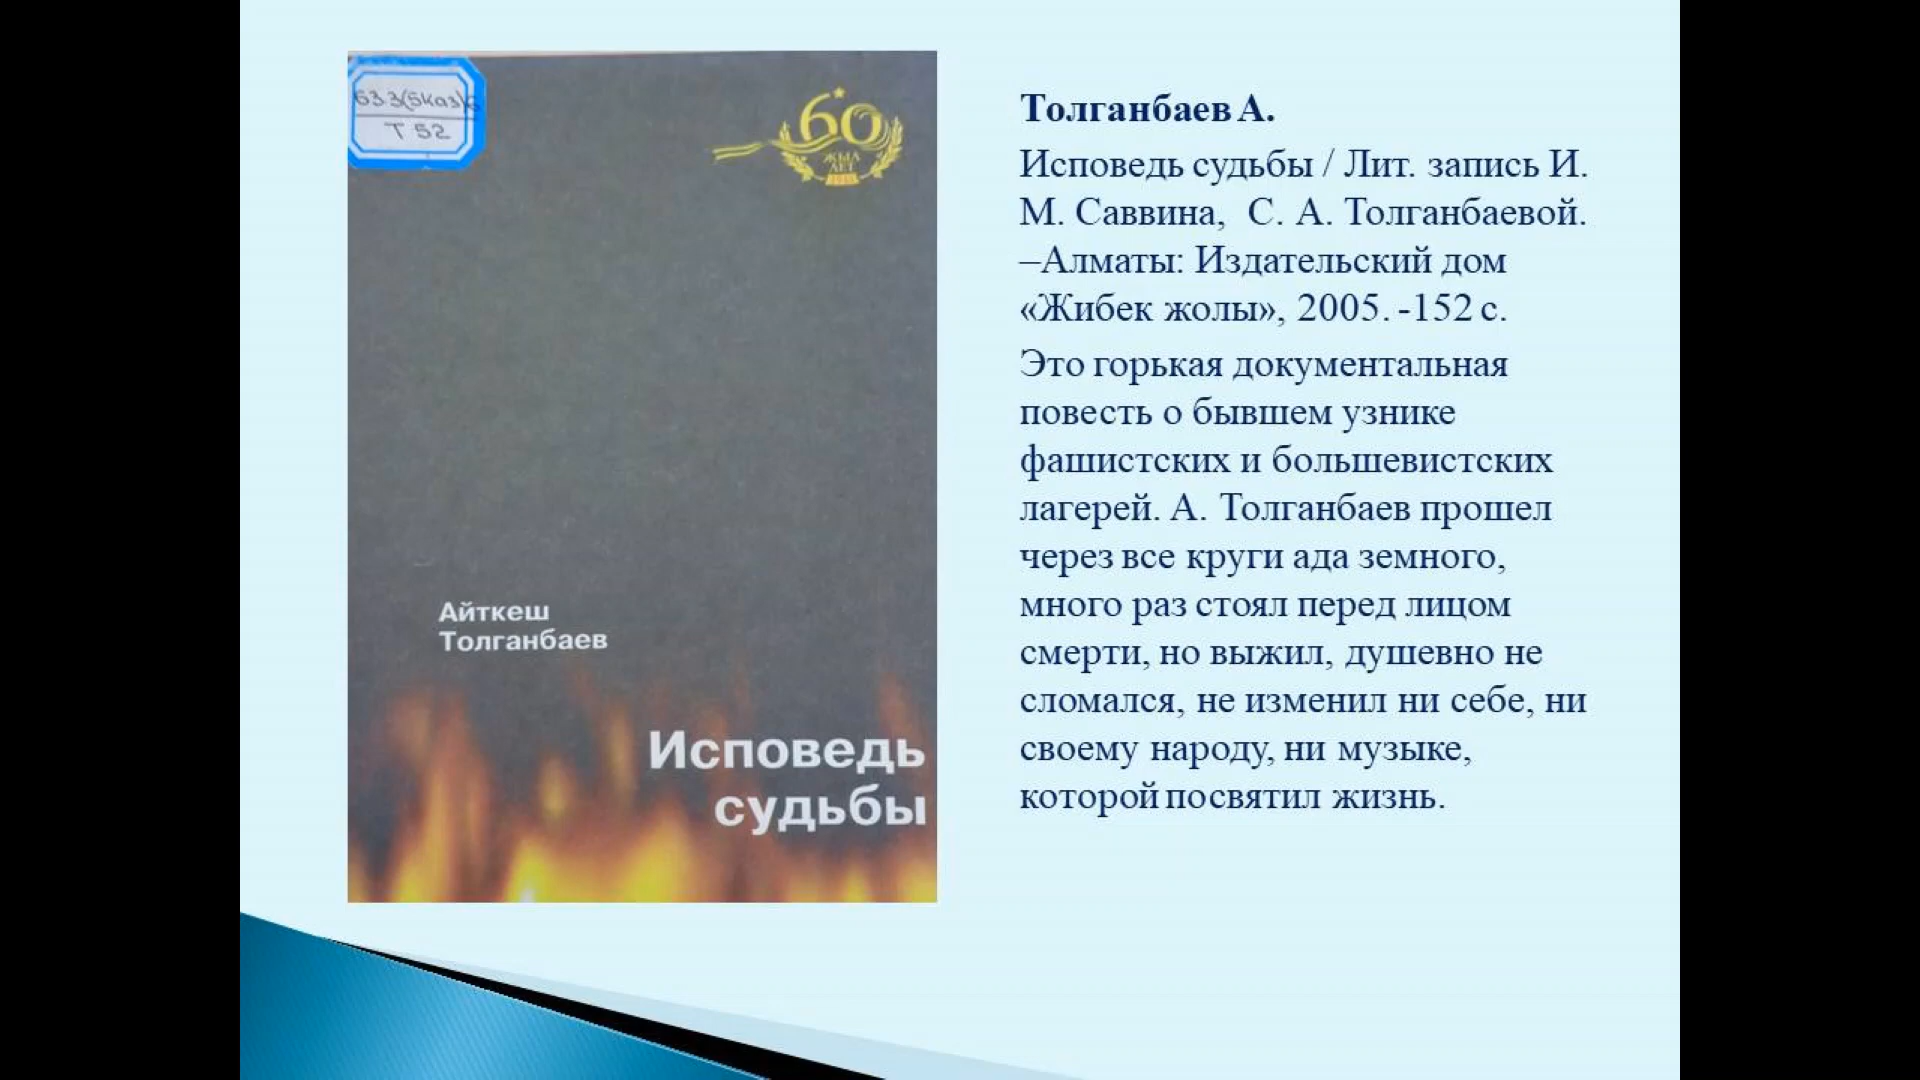 63.3(5каз)6
Т 52
60
ЖЫЛ
ЛЕТ
Айткеш
Толганбаев
Исповедь
судьбы
Толганбаев А.
Исповедь судьбы / Лит. запись И.
М. Саввина, С. А. Толганбаевой.
–Алматы: Издательский дом
«Жибек жолы», 2005. -152 с.
Это горькая документальная
повесть о бывшем узнике
фашистских и большевистских
лагерей. А. Толганбаев прошел
через все круги ада земного,
много раз стоял перед лицом
смерти, но выжил, душевно не
сломался, не изменил ни себе, ни
своему народу, ни музыке,
которой посвятил жизнь.